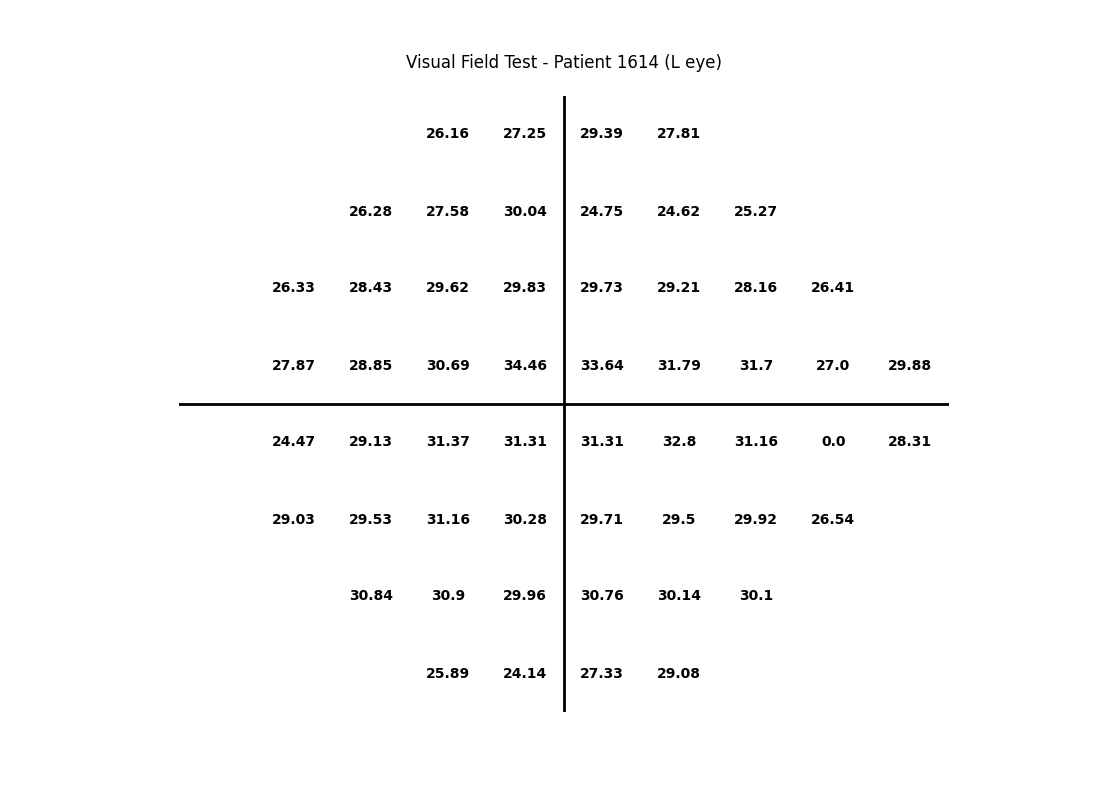 Visual Field Test - Patient 1614 (L eye)
26.16 27.25 29.39 27.81
26.28 27.58 30.04 24.75 24.62 25.27
26.33 28.43 29.62 29.83 29.73 29.21 28.16 26.41
27.87 28.85 30.69 34.46 33.64 31.79 31.7 27.0 29.88
24.47 29.13 31.37 31.31 31.31 32.8 31.16 0.0 28.31
29.03 29.53 31.16 30.28 29.71 29.5 29.92 26.54
30.84 30.9 29.96 30.76 30.14 30.1
25.89 24.14 27.33 29.08